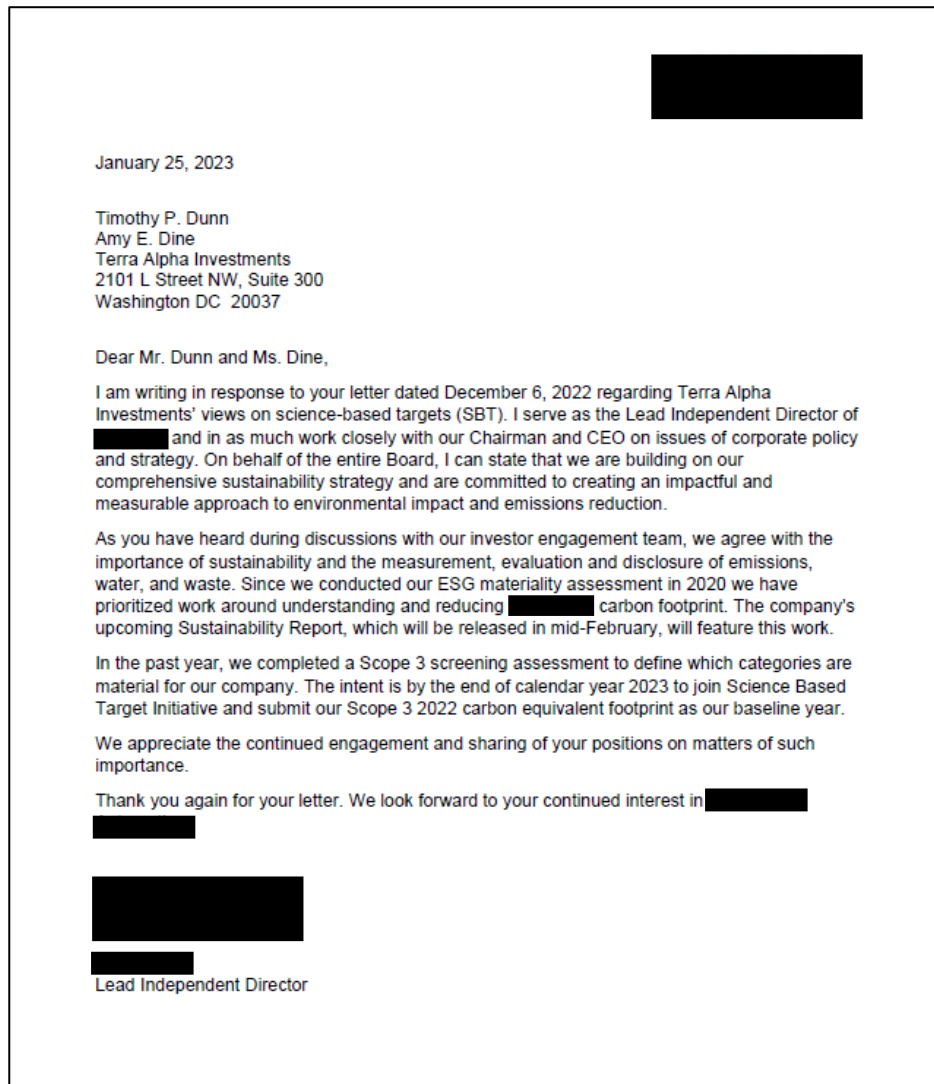 January 25, 2023
Timothy P. Dunn
Amy E. Dine
Terra Alpha Investments
2101 L Street NW, Suite 300
Washington DC 20037
Dear Mr. Dunn and Ms. Dine,
I am writing in response to your letter dated December 6, 2022 regarding Terra Alpha
Investments' views on science-based targets (SBT). I serve as the Lead Independent Director of
and in as much work closely with our Chairman and CEO on issues of corporate policy
and strategy. On behalf of the entire Board, I can state that we are building on our
comprehensive sustainability strategy and are committed to creating an impactful and
measurable approach to environmental impact and emissions reduction.
As you have heard during discussions with our investor engagement team, we agree with the
importance of sustainability and the measurement, evaluation and disclosure of emissions,
water, and waste. Since we conducted our ESG materiality assessment in 2020 we have
prioritized work around understanding and reducing carbon footprint. The company's
upcoming Sustainability Report, which will be released in mid-February, will feature this work.
In the past year, we completed a Scope 3 screening assessment to define which categories are
material for our company. The intent is by the end of calendar year 2023 to join Science Based
Target Initiative and submit our Scope 3 2022 carbon equivalent footprint as our baseline year.
We appreciate the continued engagement and sharing of your positions on matters of such
importance.
Thank you again for your letter. We look forward to your continued interest in
Lead Independent Director